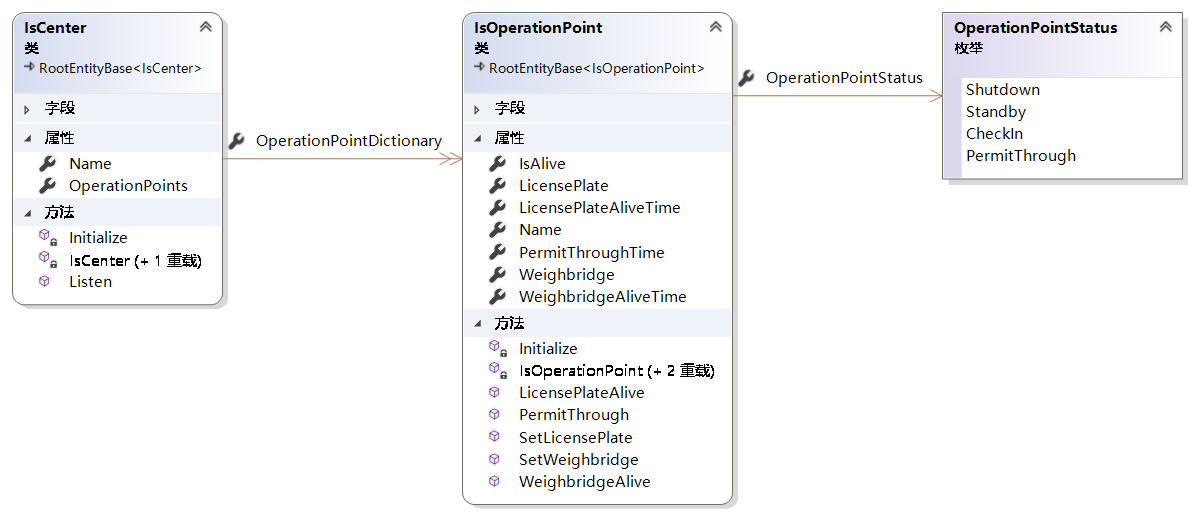 IsCenter
类
RootEntityBase<IsCenter>
字段
属性
Name
OperationPoints
方法
Initialize
IsCenter (+ 1 重载)
Listen
OperationPointDictionary
IsOperationPoint
类
RootEntityBase<IsOperationPoint>
字段
属性
IsAlive
LicensePlate
LicensePlateAliveTime
Name
PermitThroughTime
Weighbridge
WeighbridgeAliveTime
方法
Initialize
IsOperationPoint (+ 2 重载)
LicensePlateAlive
PermitThrough
SetLicensePlate
SetWeighbridge
WeighbridgeAlive
OperationPointStatus
OperationPointStatus
枚举
Shutdown
Standby
CheckIn
PermitThrough